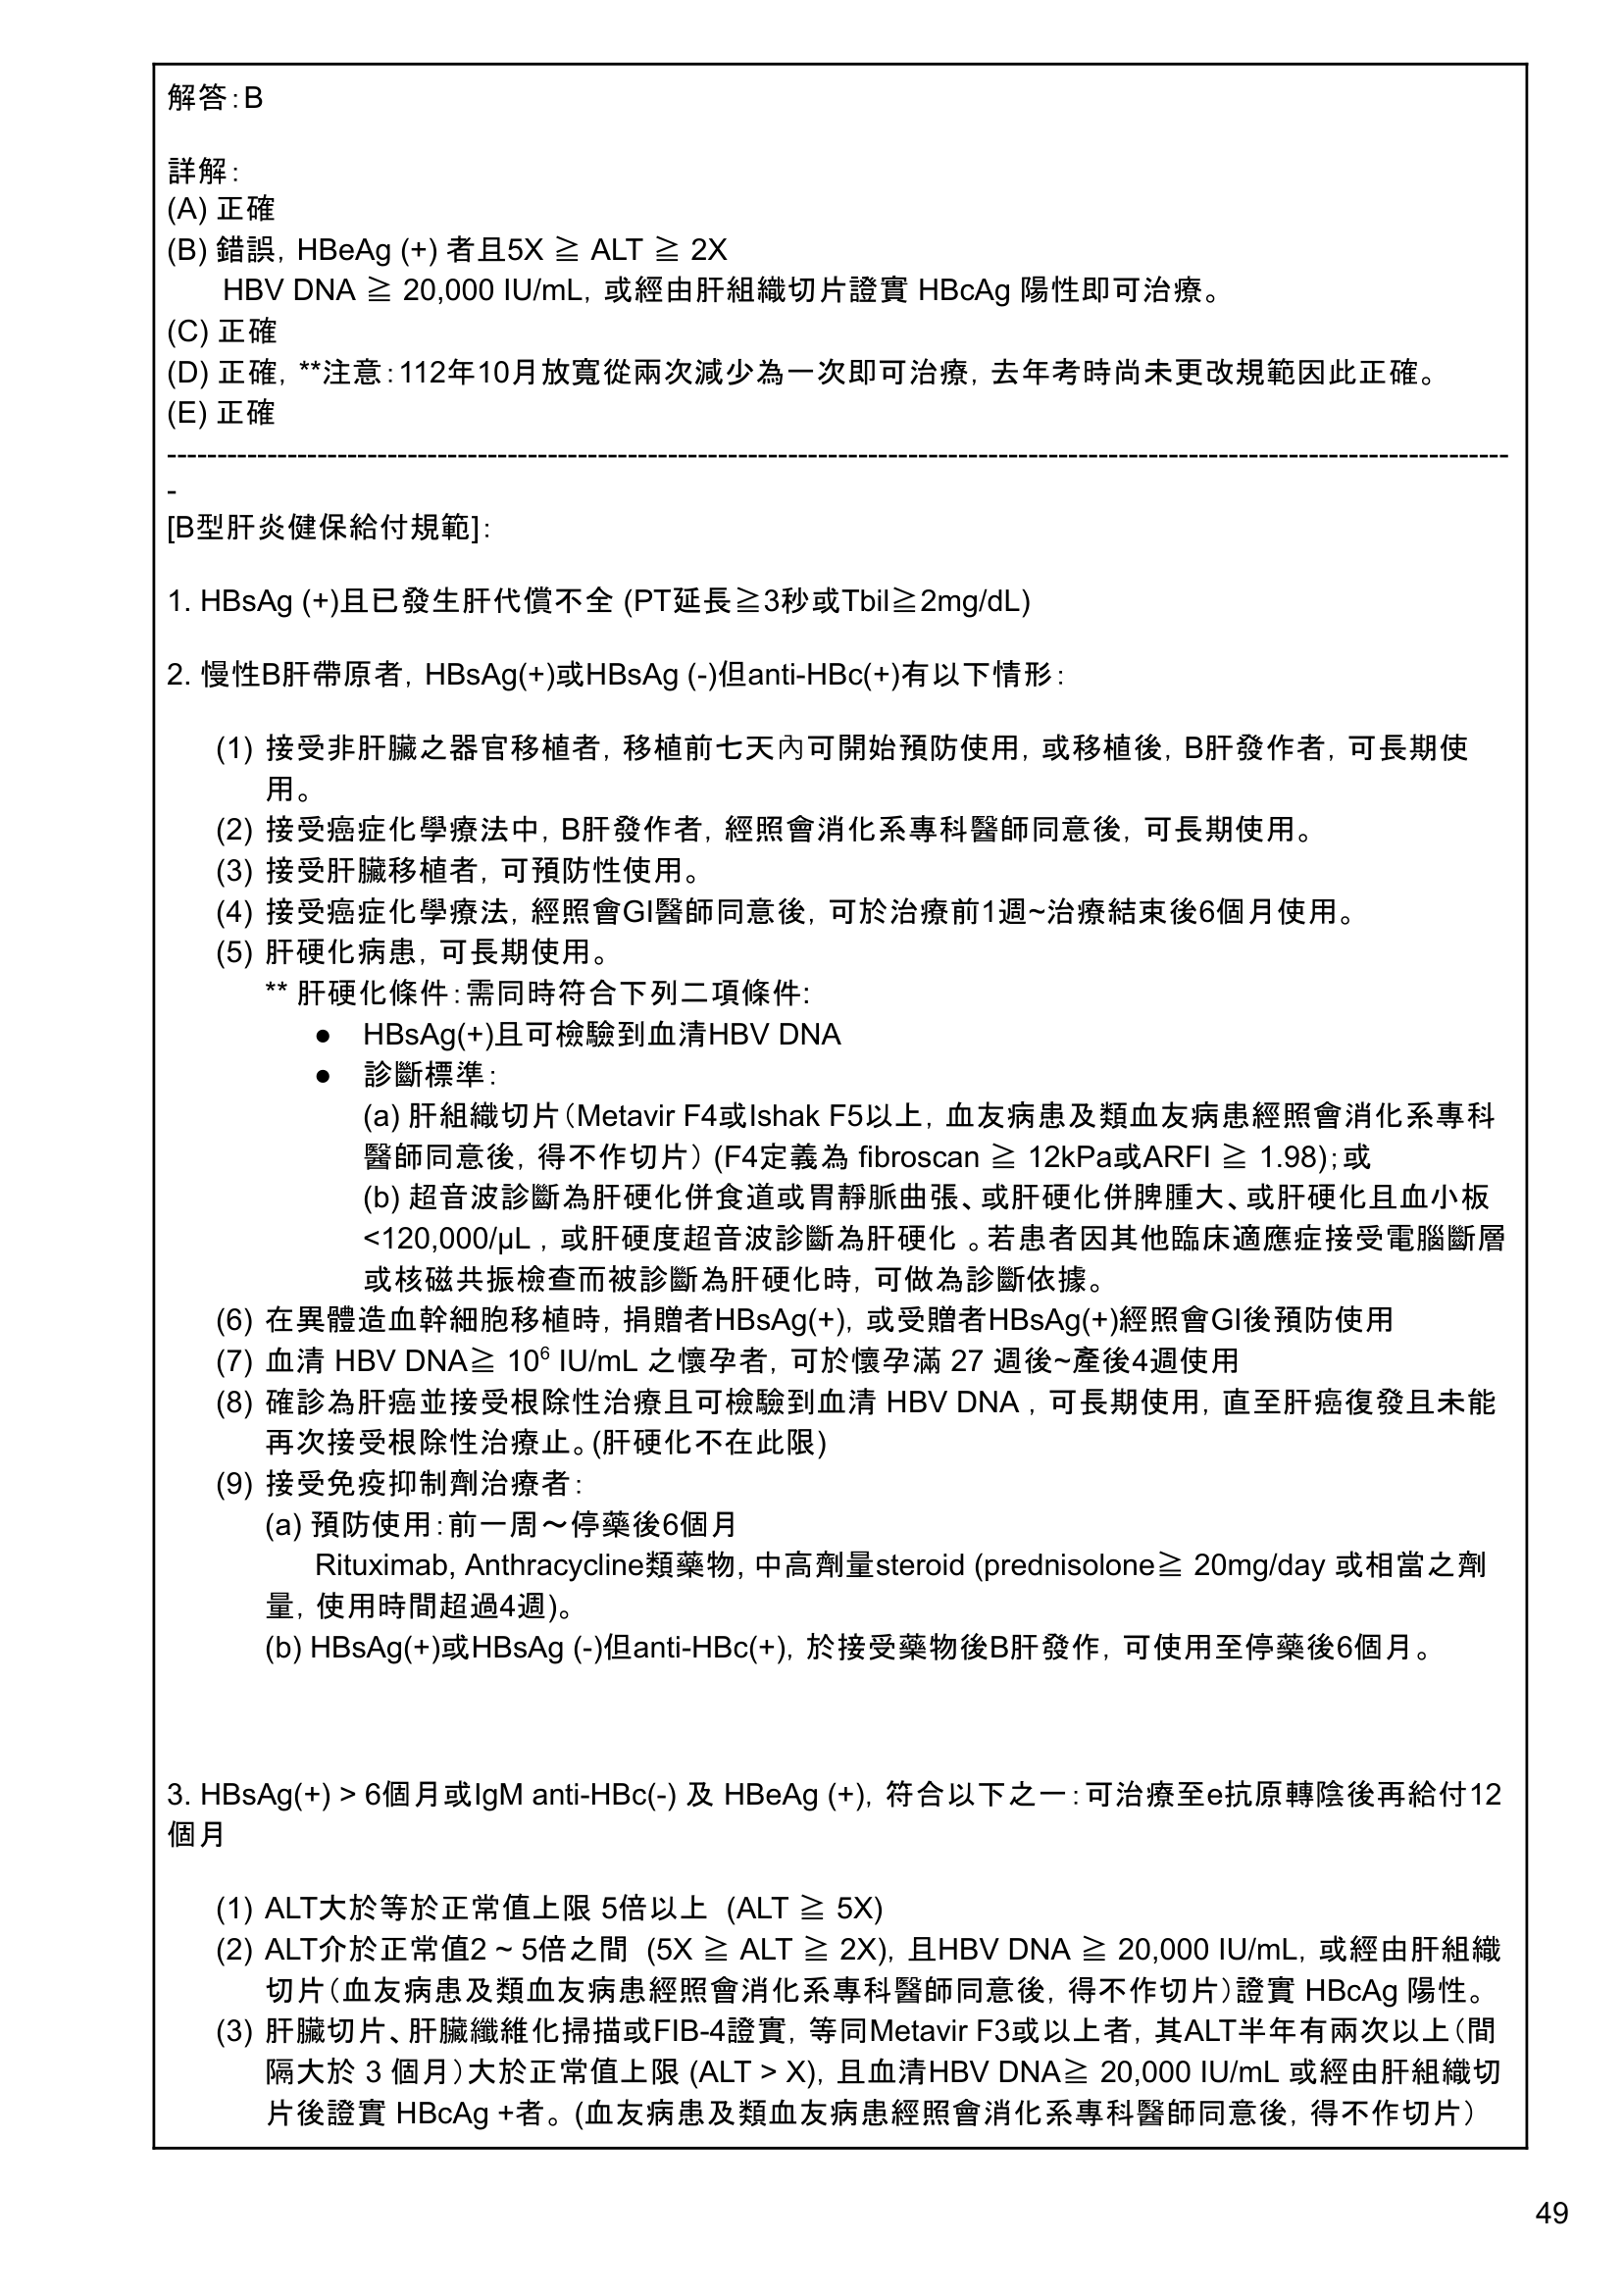 解答：B
詳解：
(A) 正確
(B) 錯誤，HBeAg (+) 者且5X ≧ ALT ≧ 2X
HBV DNA ≧ 20,000 IU/mL，或經由肝組織切片證實 HBcAg 陽性即可治療。
(C) 正確
(D) 正確，**注意：112年10月放寬從兩次減少為一次即可治療，去年考時尚未更改規範因此正確。
(E) 正確
--------------------------------------------------------------------------------------------------------------------------------------
-
[B型肝炎健保給付規範]：
1. HBsAg (+)且已發生肝代償不全 (PT延長≧3秒或Tbil≧2mg/dL)
2. 慢性B肝帶原者，HBsAg(+)或HBsAg (-)但anti-HBc(+)有以下情形：
(1) 接受非肝臟之器官移植者，移植前七天內可開始預防使用，或移植後，B肝發作者，可長期使
用。
(2) 接受癌症化學療法中，B肝發作者，經照會消化系專科醫師同意後，可長期使用。
(3) 接受肝臟移植者，可預防性使用。
(4) 接受癌症化學療法，經照會GI醫師同意後，可於治療前1週~治療結束後6個月使用。
(5) 肝硬化病患，可長期使用。
** 肝硬化條件：需同時符合下列二項條件:
● HBsAg(+)且可檢驗到血清HBV DNA
● 診斷標準：
(a) 肝組織切片（Metavir F4或Ishak F5以上，血友病患及類血友病患經照會消化系專科
醫師同意後，得不作切片）(F4定義為 fibroscan ≧ 12kPa或ARFI ≧ 1.98)；或
(b) 超音波診斷為肝硬化併食道或胃靜脈曲張、或肝硬化併脾腫大、或肝硬化且血小板
<120,000/μL , 或肝硬度超音波診斷為肝硬化 。若患者因其他臨床適應症接受電腦斷層
或核磁共振檢查而被診斷為肝硬化時，可做為診斷依據。
(6) 在異體造血幹細胞移植時，捐贈者HBsAg(+)，或受贈者HBsAg(+)經照會GI後預防使用
(7) 血清 HBV DNA≧ 10⁶ IU/mL 之懷孕者，可於懷孕滿 27 週後~產後4週使用
(8) 確診為肝癌並接受根除性治療且可檢驗到血清 HBV DNA , 可長期使用，直至肝癌復發且未能
再次接受根除性治療止。(肝硬化不在此限)
(9) 接受免疫抑制劑治療者：
(a) 預防使用：前一周～停藥後6個月
Rituximab, Anthracycline類藥物, 中高劑量steroid (prednisolone≧ 20mg/day 或相當之劑
量，使用時間超過4週)。
(b) HBsAg(+)或HBsAg (-)但anti-HBc(+)，於接受藥物後B肝發作，可使用至停藥後6個月。
3. HBsAg(+) > 6個月或IgM anti-HBc(-) 及 HBeAg (+)，符合以下之一：可治療至e抗原轉陰後再給付12
個月
(1) ALT大於等於正常值上限 5倍以上 (ALT ≧ 5X)
(2) ALT介於正常值2 ~ 5倍之間 (5X ≧ ALT ≧ 2X)，且HBV DNA ≧ 20,000 IU/mL，或經由肝組織
切片（血友病患及類血友病患經照會消化系專科醫師同意後，得不作切片）證實 HBcAg 陽性。
(3) 肝臟切片、肝臟纖維化掃描或FIB-4證實，等同Metavir F3或以上者，其ALT半年有兩次以上（間
隔大於 3 個月）大於正常值上限 (ALT > X)，且血清HBV DNA≧ 20,000 IU/mL 或經由肝組織切
片後證實 HBcAg +者。(血友病患及類血友病患經照會消化系專科醫師同意後，得不作切片）
49